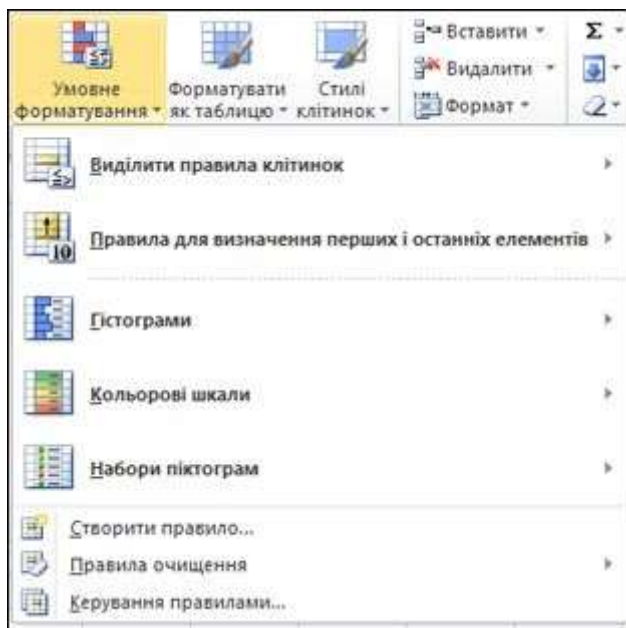 Умовне форматування
Форматувати як таблицю
Стилі клітинок
Вставити
Видалити
Формат
Σ
Виділити правила клітинок
Правила для визначення перших і останніх елементів
10
Гістограми
Кольорові шкали
Набори піктограм
Створити правило...
Правила очищення
Керування правилами...